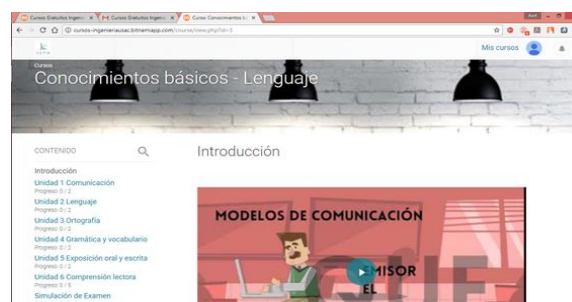 Cursos Gratuitos Ingenie
Cursos Gratuitos Ingenie
Curso: Conocimientos b
cursos-ingenieriausac.bitnamiapp.com/course/view.php?id=3
Mis cursos
Cursos
Conocimientos básicos - Lenguaje
CONTENIDO
Introducción
Introducción
Unidad 1 Comunicación
Progreso: 0 / 2
Unidad 2 Lenguaje
Progreso: 0 / 2
Unidad 3 Ortografía
Progreso: 0 / 2
Unidad 4 Gramática y vocabulario
Progreso: 0 / 2
Unidad 5 Exposición oral y escrita
Progreso: 0 / 2
Unidad 6 Comprensión lectora
Progreso: 0 / 5
Simulación de Examen
MODELOS DE COMUNICACIÓN
EMISOR
EL
QUE